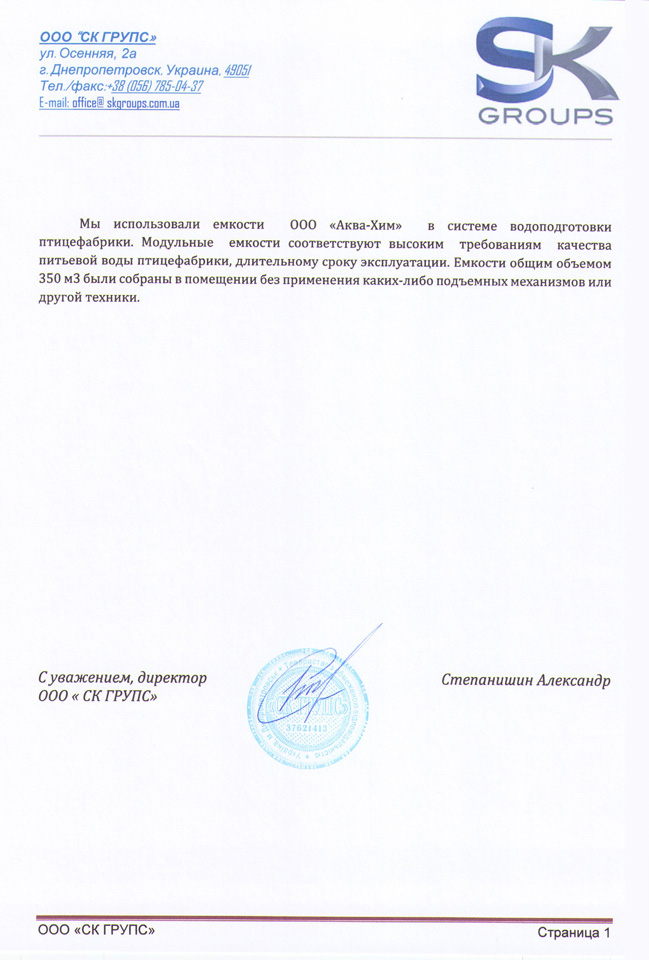 ООО "СК ГРУПС»
ул. Осенняя, 2а
г. Днепропетровск, Украина, 49051
Тел./факс:+38 (056) 785-04-37
E-mail: office@ skgroups.com.ua
SK
GROUPS
Мы использовали емкости ООО «Аква-Хим» в системе водоподготовки
птицефабрики. Модульные емкости соответствуют высоким требованиям качества
питьевой воды птицефабрики, длительному сроку эксплуатации. Емкости общим объемом
350 м3 были собраны в помещении без применения каких-либо подъемных механизмов или
другой техники.
С уважением, директор
ООО « СК ГРУПС»
СК ГРУПС
37621413
Степанишин Александр
ООО «СК ГРУПС»
Страница 1